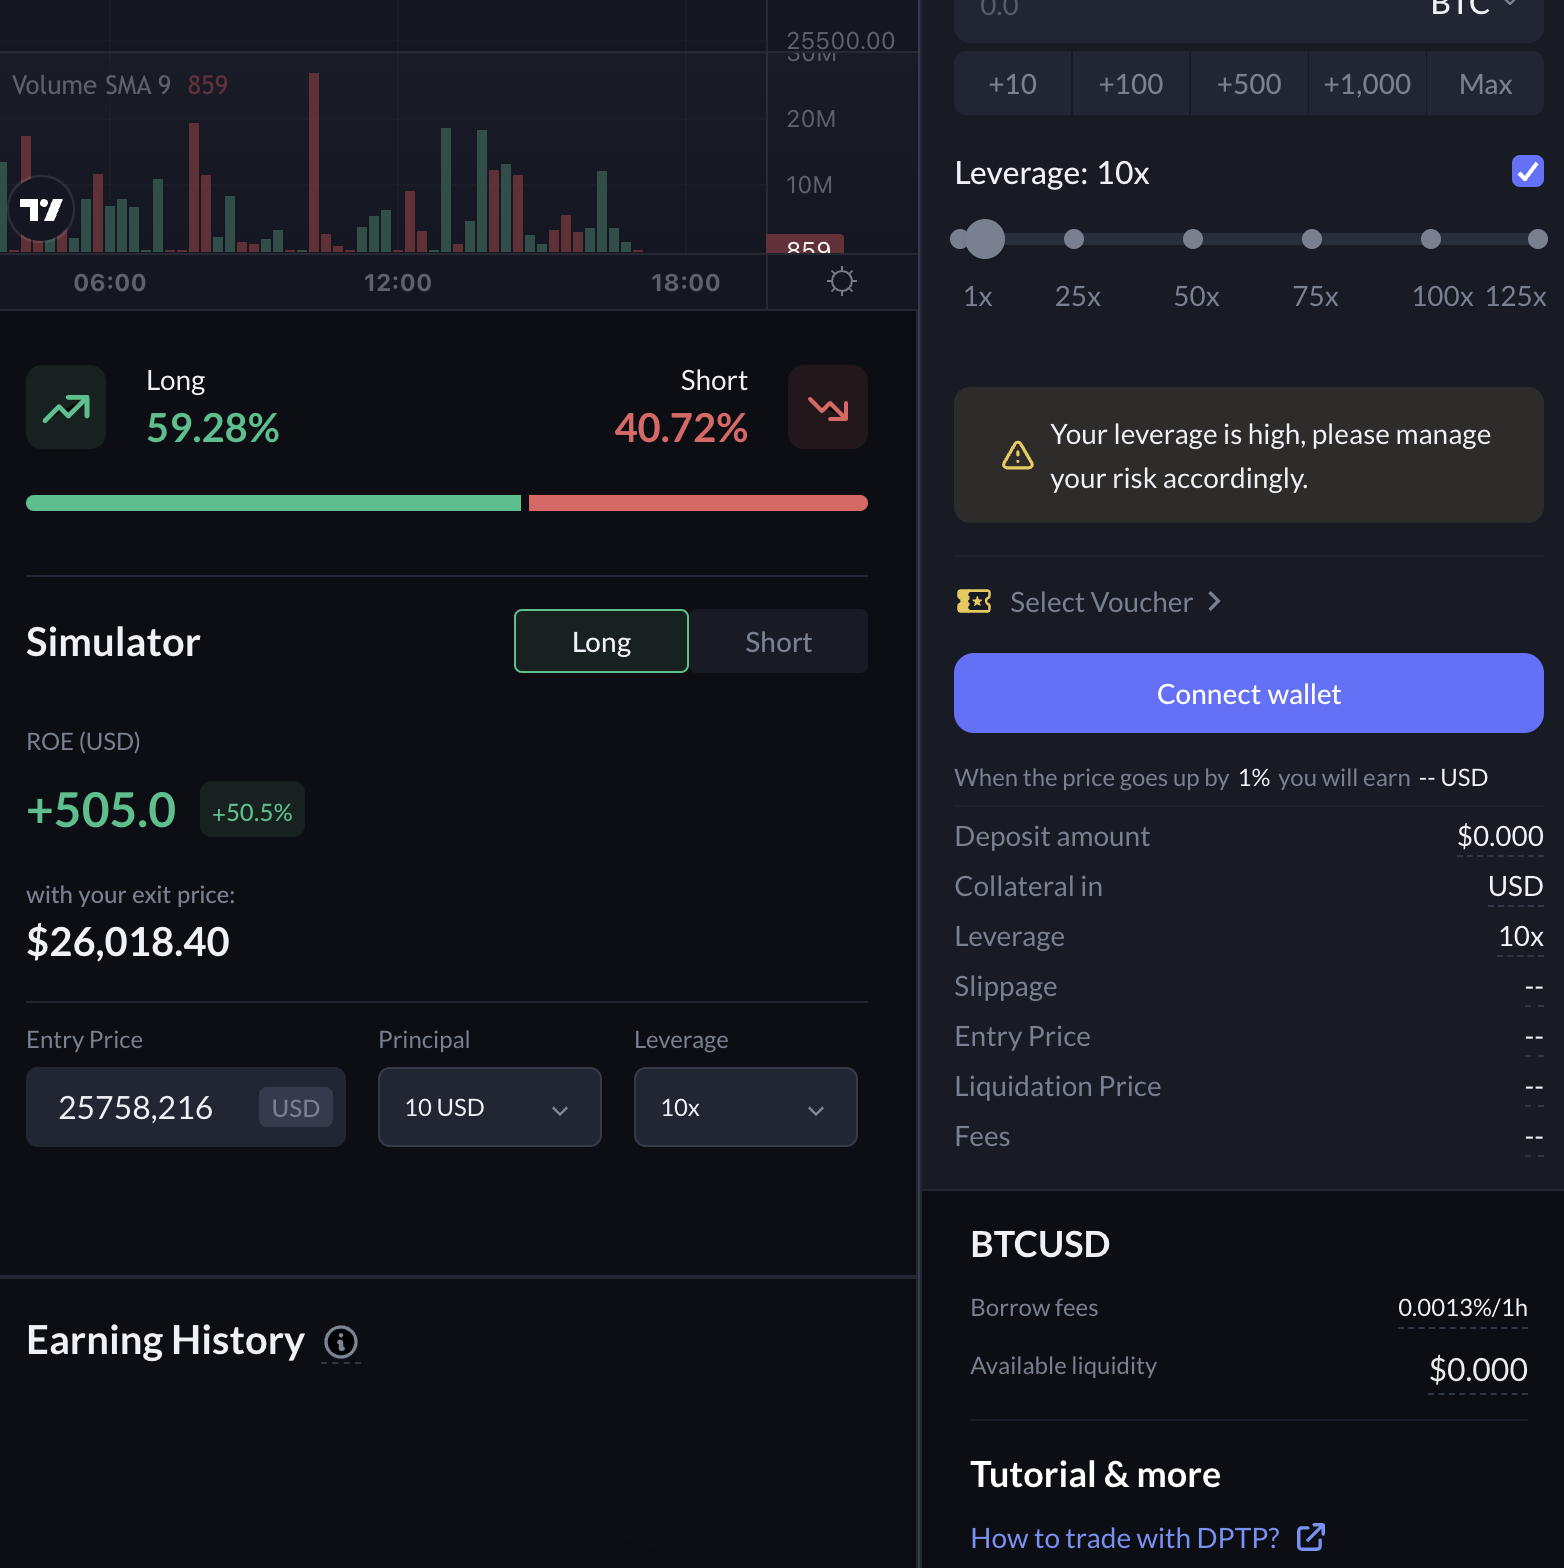 25500.00
30M
Volume SMA 9 859
20M
10M
859
06:00 12:00 18:00
Long
59.28%
Short
40.72%
Simulator
Long Short
ROE (USD)
+505.0 +50.5%
with your exit price:
$26,018.40
Entry Price Principal Leverage
25758,216 USD 10 USD 10x
Earning History
0.0 BTC
+10 +100 +500 +1,000 Max
Leverage: 10x
1x 25x 50x 75x 100x 125x
Your leverage is high, please manage
your risk accordingly.
Select Voucher
Connect wallet
When the price goes up by 1% you will earn -- USD
Deposit amount $0.000
Collateral in USD
Leverage 10x
Slippage --
Entry Price --
Liquidation Price --
Fees --
BTCUSD
Borrow fees 0.0013%/1h
Available liquidity $0.000
Tutorial & more
How to trade with DPTP?